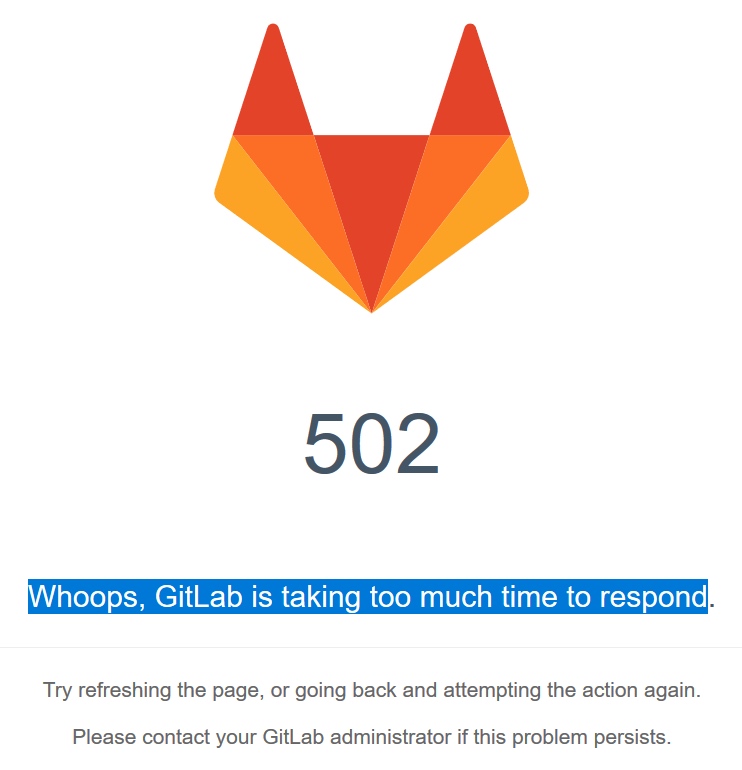 502
Whoops, GitLab is taking too much time to respond.
Try refreshing the page, or going back and attempting the action again.
Please contact your GitLab administrator if this problem persists.